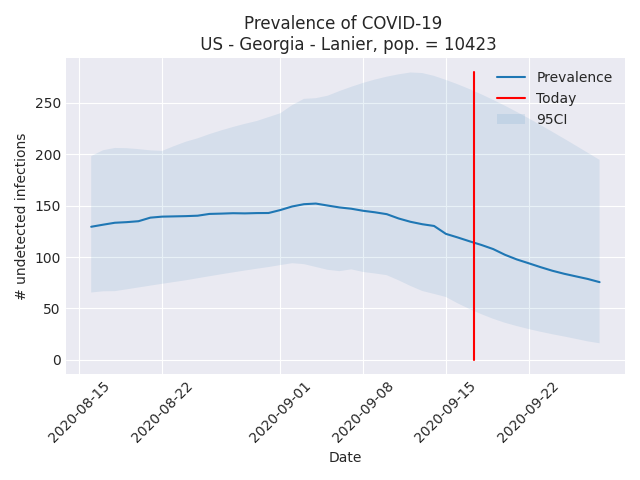 Prevalence of COVID-19
US - Georgia - Lanier, pop. = 10423
Prevalence
Today
95CI
# undetected infections
250
200
150
100
50
0
2020-08-15
2020-08-22
2020-09-01
2020-09-08
2020-09-15
2020-09-22
Date